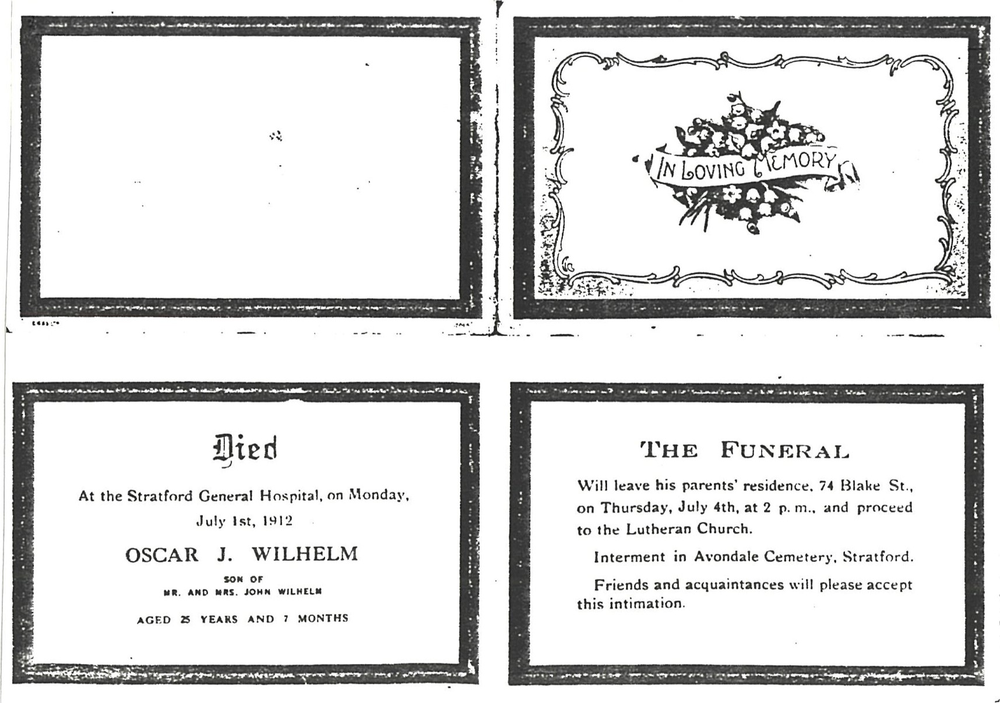 IN LOVING MEMORY
Died
At the Stratford General Hospital, on Monday,
July 1st, 1912
OSCAR J. WILHELM
SON OF
MR. AND MRS. JOHN WILHELM
AGED 25 YEARS AND 7 MONTHS
THE FUNERAL
Will leave his parents' residence, 74 Blake St.,
on Thursday, July 4th, at 2 p. m., and proceed
to the Lutheran Church.
Interment in Avondale Cemetery, Stratford.
Friends and acquaintances will please accept
this intimation.